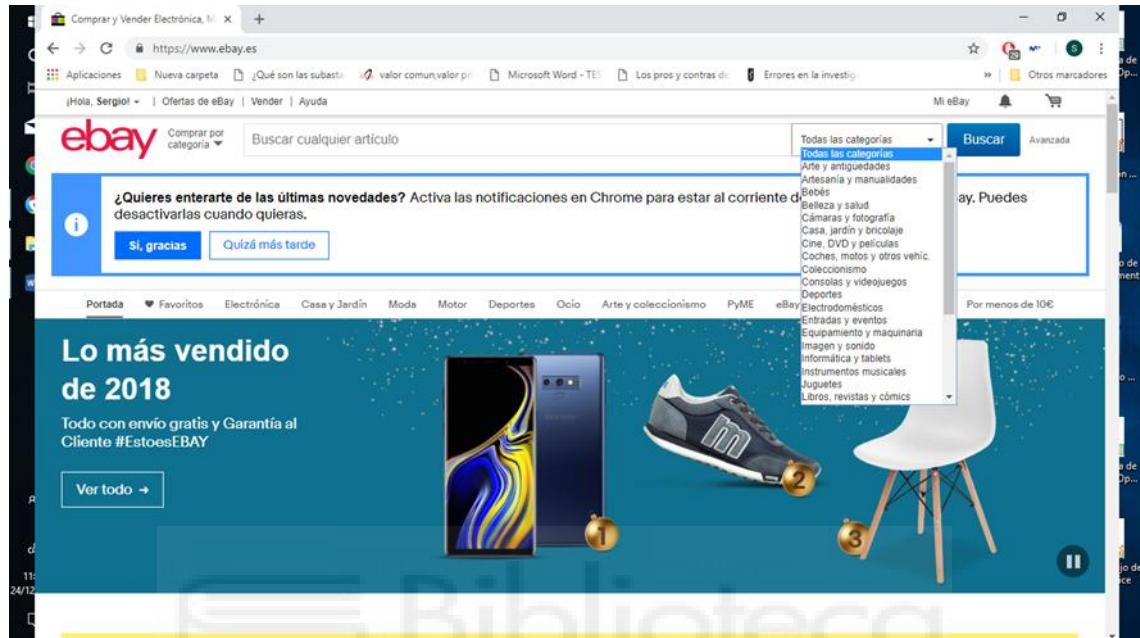 Comprar y Vender Electrónica, M
https://www.ebay.es
Aplicaciones Nueva carpeta ¿Qué son las subasta valor comun,valor pr Microsoft Word - TES Los pros y contras de Errores en la investig » Otros marcadores
¡Hola, Sergio! | Ofertas de eBay | Vender | Ayuda Mi eBay
ebay Comprar por categoría Buscar cualquier artículo Todas las categorías Buscar Avanzada
Todas las categorías
Arte y antigüedades
Artesanía y manualidades
Bebés
Belleza y salud
Cámaras y fotografía
Casa, jardín y bricolaje
Cine, DVD y películas
Coches, motos y otros vehíc.
Coleccionismo
Consolas y videojuegos
Deportes
Electrodomésticos
Entradas y eventos
Equipamiento y maquinaria
Imagen y sonido
Informática y tablets
Instrumentos musicales
Juguetes
Libros, revistas y cómics
¿Quieres enterarte de las últimas novedades? Activa las notificaciones en Chrome para estar al corriente d ay. Puedes
desactivarlas cuando quieras.
Sí, gracias Quizá más tarde
Portada Favoritos Electrónica Casa y Jardín Moda Motor Deportes Ocio Arte y coleccionismo PyME eBay Por menos de 10€
Lo más vendido
de 2018
Todo con envío gratis y Garantía al
Cliente #EstoesEBAY
Ver todo →
1
2
3
11:
24/12
Biblioteca